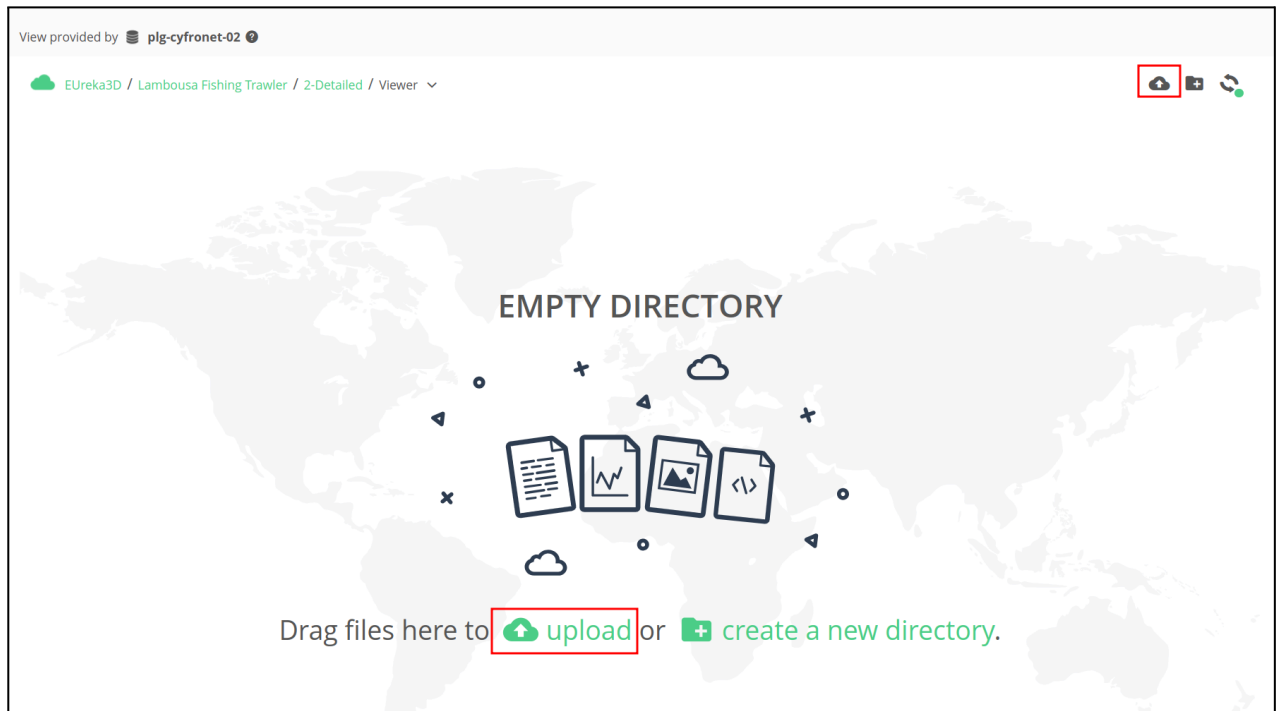 View provided by plg-cyfronet-02
EUreka3D / Lambousa Fishing Trawler / 2-Detailed / Viewer
EMPTY DIRECTORY
Drag files here to upload or create a new directory.